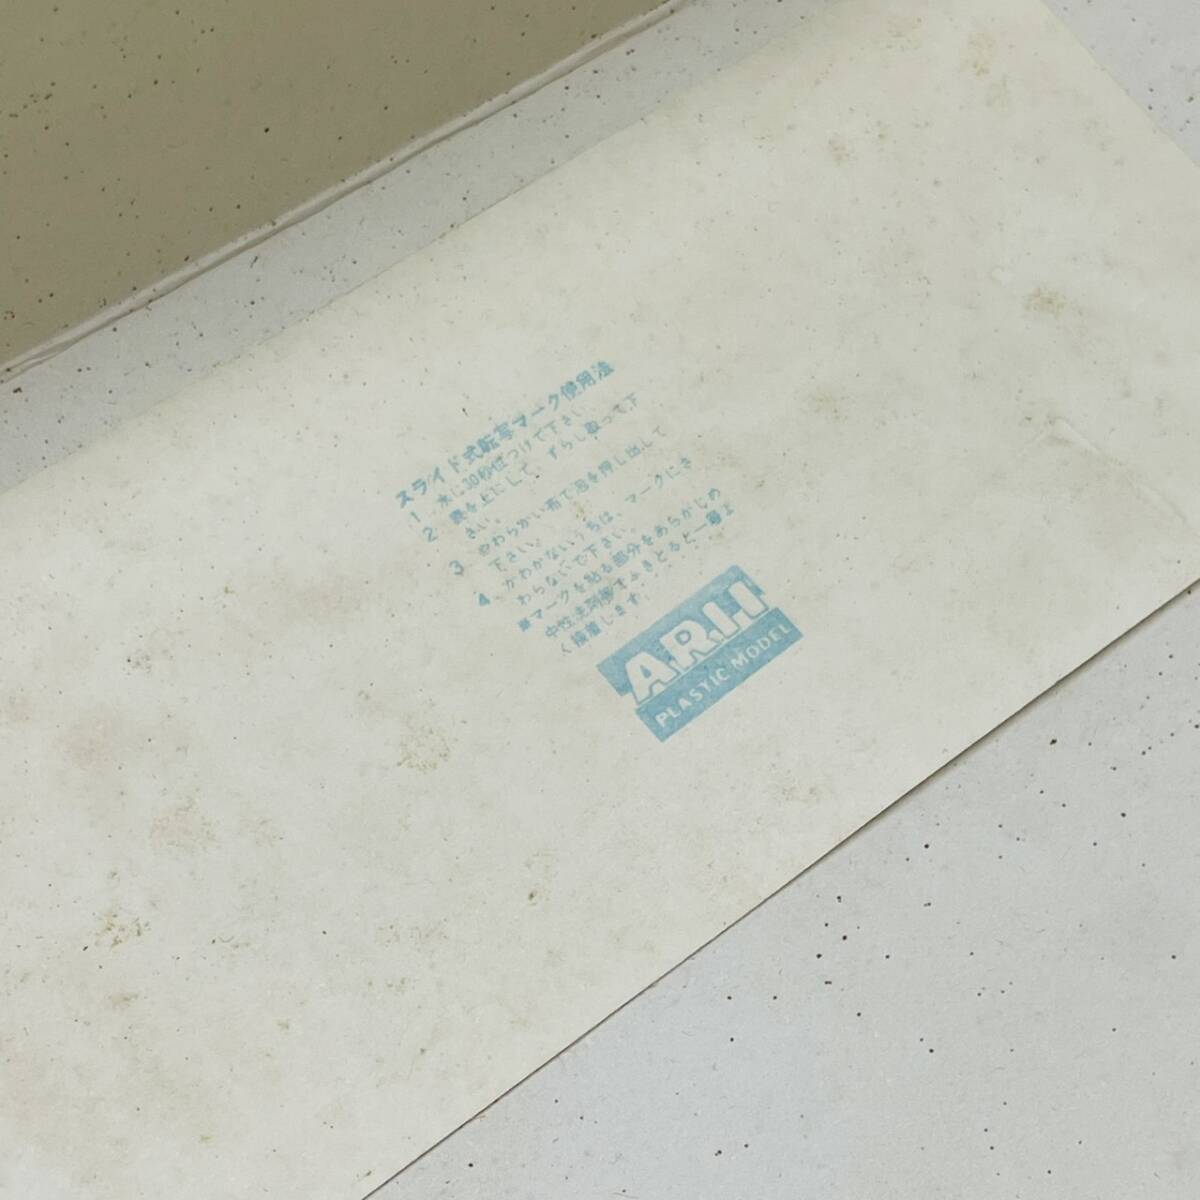 スライド式転写マーク使用法
1 水に30秒位つけて下さい。
2 膜を上にして、ずらし取って下
さい。
3 やわらかい布で泡を押し出して
下さい。
4 かわかないうちは、マークにさ
わらないで下さい。
※マークを貼る部分をあらかじめ
中性洗剤等でふきとると一層よ
く接着します。
ARII
PLASTIC MODEL